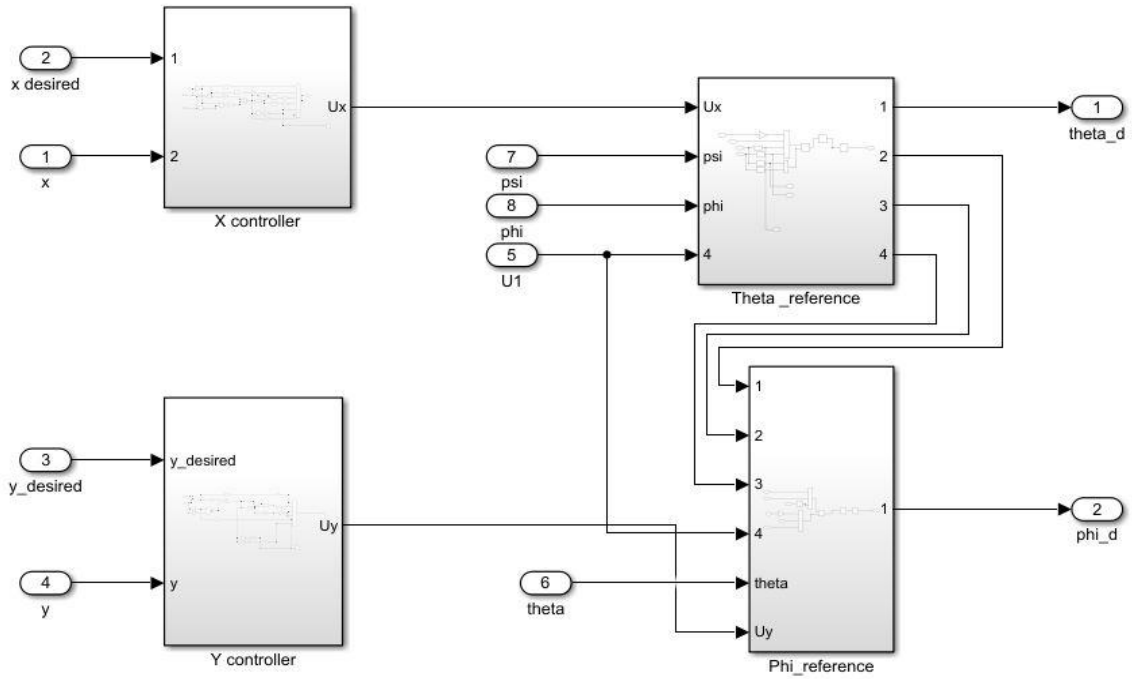 2
x desired
1
x
1
2
Ux
X controller
7
psi
8
phi
5
U1
Ux
psi
phi
4
1
2
3
4
Theta _reference
1
theta_d
3
y_desired
4
y
y_desired
y
Uy
Y controller
6
theta
1
2
3
4
theta
Uy
1
Phi_reference
2
phi_d